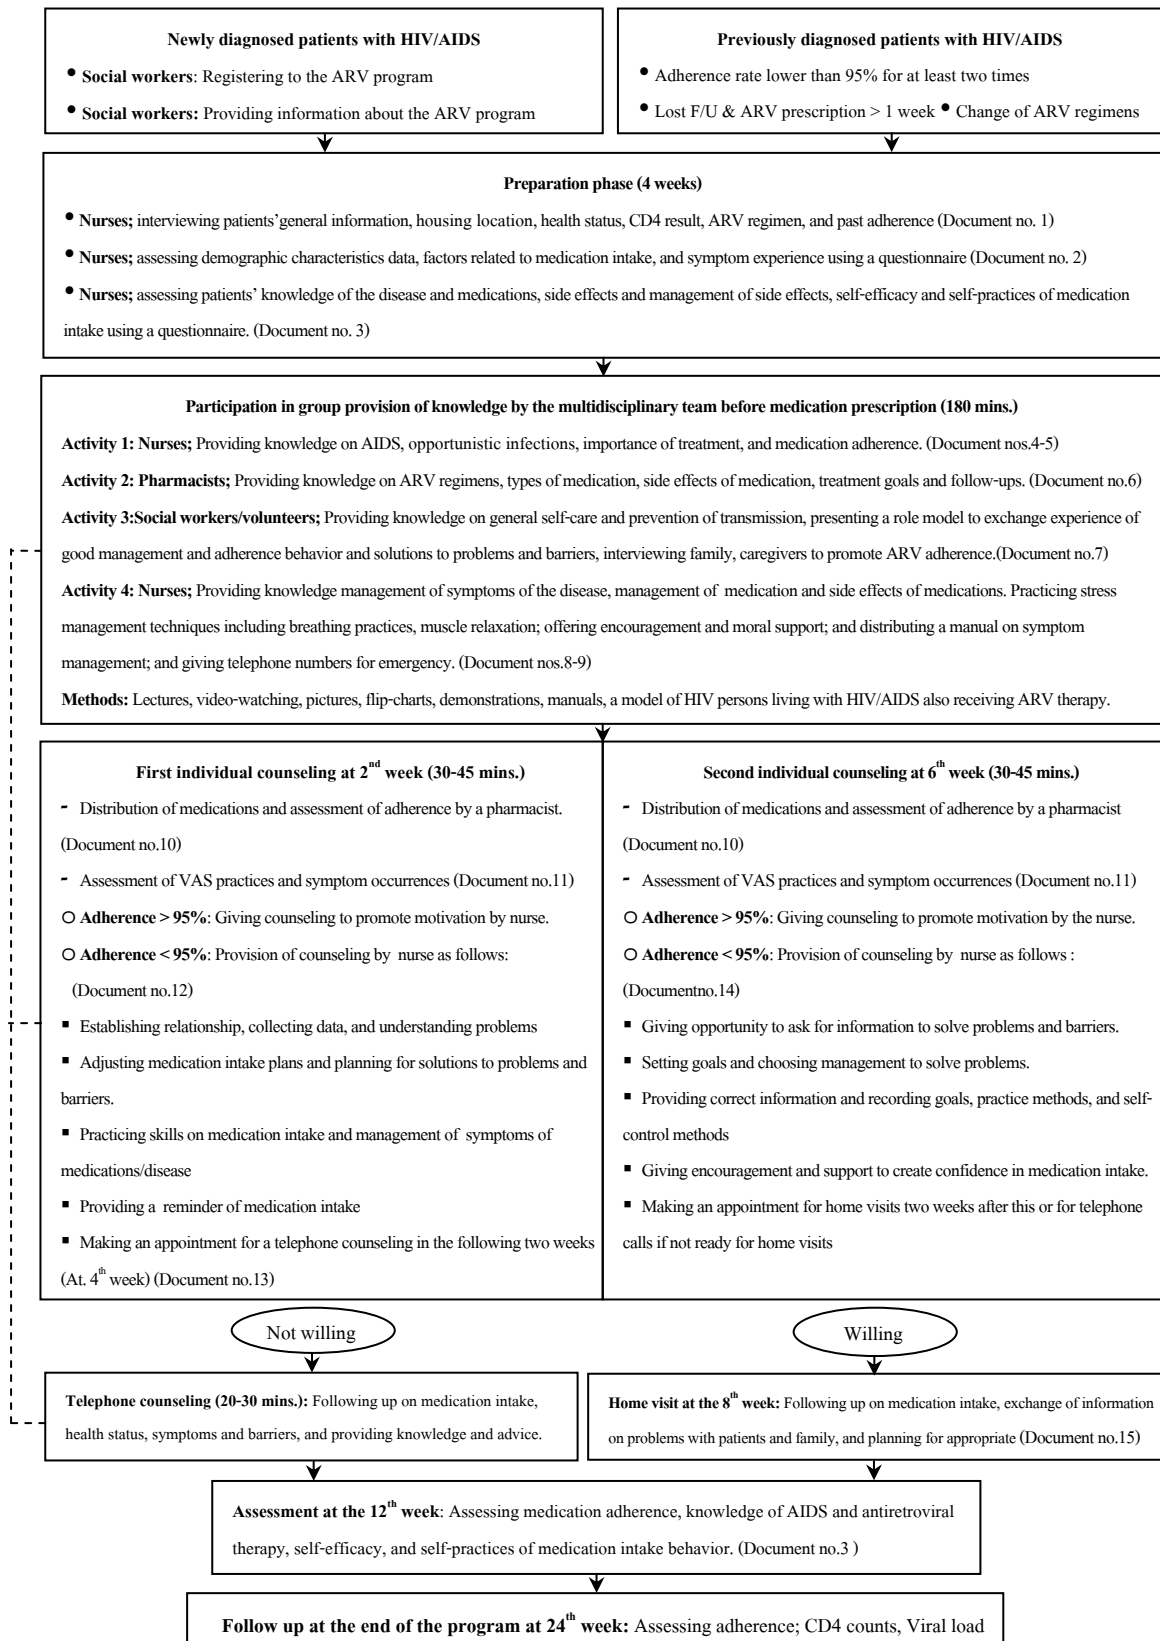 Newly diagnosed patients with HIV/AIDS
● Social workers: Registering to the ARV program
● Social workers: Providing information about the ARV program
Previously diagnosed patients with HIV/AIDS
● Adherence rate lower than 95% for at least two times
● Lost F/U & ARV prescription > 1 week ● Change of ARV regimens
Preparation phase (4 weeks)
● Nurses; interviewing patients'general information, housing location, health status, CD4 result, ARV regimen, and past adherence (Document no. 1)
● Nurses; assessing demographic characteristics data, factors related to medication intake, and symptom experience using a questionnaire (Document no. 2)
● Nurses; assessing patients' knowledge of the disease and medications, side effects and management of side effects, self-efficacy and self-practices of medication
intake using a questionnaire. (Document no. 3)
Participation in group provision of knowledge by the multidisciplinary team before medication prescription (180 mins.)
Activity 1: Nurses; Providing knowledge on AIDS, opportunistic infections, importance of treatment, and medication adherence. (Document nos.4-5)
Activity 2: Pharmacists; Providing knowledge on ARV regimens, types of medication, side effects of medication, treatment goals and follow-ups. (Document no.6)
Activity 3:Social workers/volunteers; Providing knowledge on general self-care and prevention of transmission, presenting a role model to exchange experience of
good management and adherence behavior and solutions to problems and barriers, interviewing family, caregivers to promote ARV adherence.(Document no.7)
Activity 4: Nurses; Providing knowledge management of symptoms of the disease, management of medication and side effects of medications. Practicing stress
management techniques including breathing practices, muscle relaxation; offering encouragement and moral support; and distributing a manual on symptom
management; and giving telephone numbers for emergency. (Document nos.8-9)
Methods: Lectures, video-watching, pictures, flip-charts, demonstrations, manuals, a model of HIV persons living with HIV/AIDS also receiving ARV therapy.
First individual counseling at 2nd week (30-45 mins.)
- Distribution of medications and assessment of adherence by a pharmacist.
(Document no.10)
- Assessment of VAS practices and symptom occurrences (Document no.11)
○ Adherence > 95%: Giving counseling to promote motivation by nurse.
○ Adherence < 95%: Provision of counseling by nurse as follows:
(Document no.12)
▪ Establishing relationship, collecting data, and understanding problems
▪ Adjusting medication intake plans and planning for solutions to problems and
barriers.
▪ Practicing skills on medication intake and management of symptoms of
medications/disease
▪ Providing a reminder of medication intake
▪ Making an appointment for a telephone counseling in the following two weeks
(At. 4th week) (Document no.13)
Second individual counseling at 6th week (30-45 mins.)
- Distribution of medications and assessment of adherence by a pharmacist
(Document no.10)
- Assessment of VAS practices and symptom occurrences (Document no.11)
○ Adherence > 95%: Giving counseling to promote motivation by the nurse.
○ Adherence < 95%: Provision of counseling by nurse as follows :
(Documentno.14)
▪ Giving opportunity to ask for information to solve problems and barriers.
▪ Setting goals and choosing management to solve problems.
▪ Providing correct information and recording goals, practice methods, and self-
control methods
▪ Giving encouragement and support to create confidence in medication intake.
▪ Making an appointment for home visits two weeks after this or for telephone
calls if not ready for home visits
Not willing
Willing
Telephone counseling (20-30 mins.): Following up on medication intake,
health status, symptoms and barriers, and providing knowledge and advice.
Home visit at the 8th week: Following up on medication intake, exchange of information
on problems with patients and family, and planning for appropriate (Document no.15)
Assessment at the 12th week: Assessing medication adherence, knowledge of AIDS and antiretroviral
therapy, self-efficacy, and self-practices of medication intake behavior. (Document no.3 )
Follow up at the end of the program at 24th week: Assessing adherence; CD4 counts, Viral load